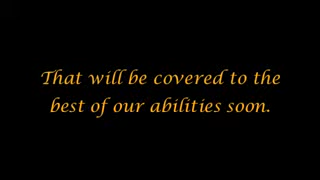 That will be covered to the
best of our abilities soon.